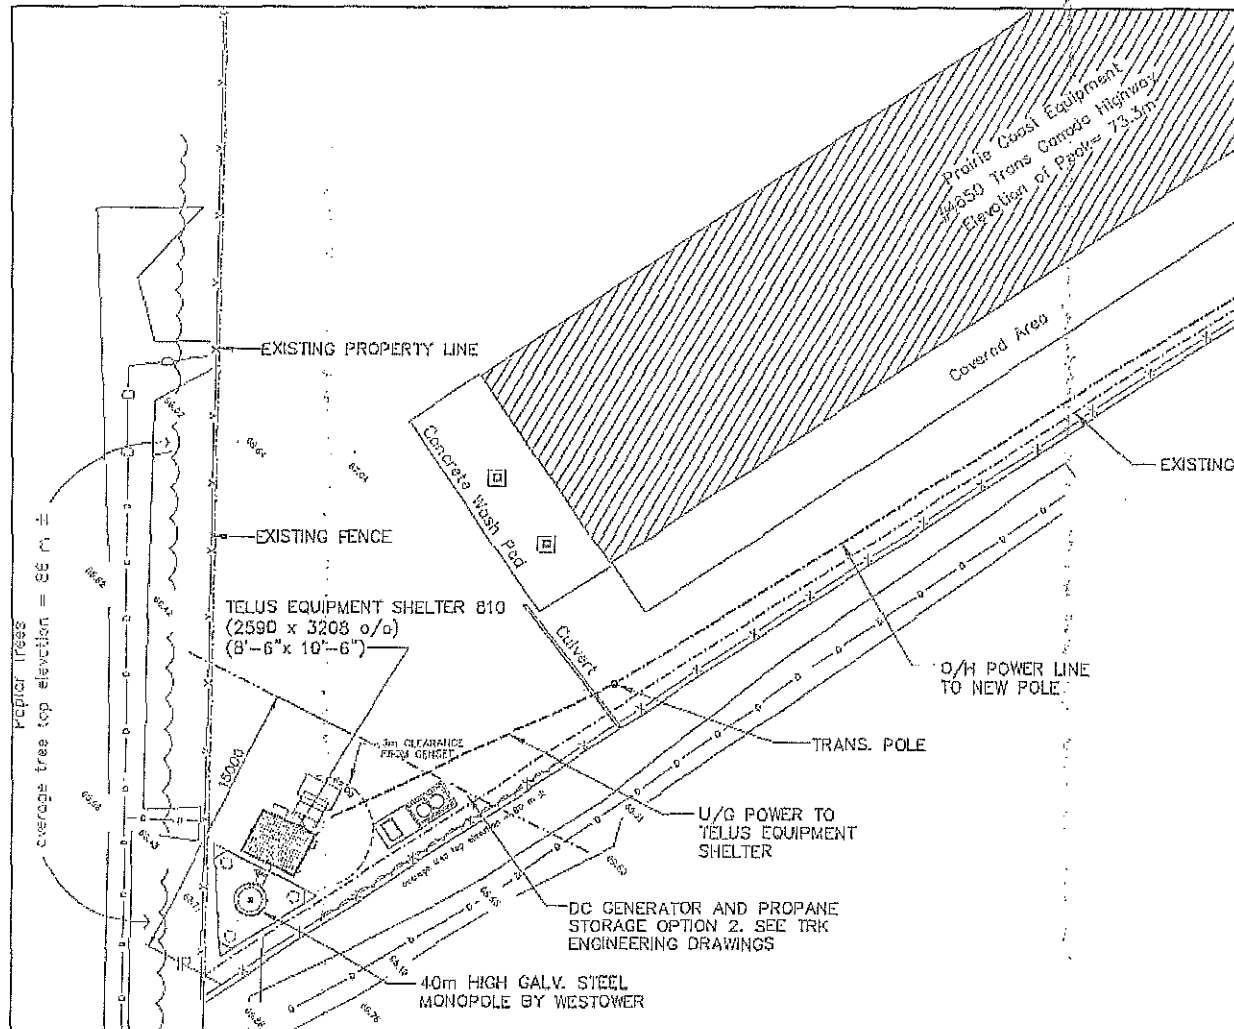 Prairie Coast Equipment
#1650 Trans Canada Highway
Elevation of Peak= 73.3m
Covered Area
EXISTING PROPERTY LINE
Concrete Wash Pad
EXISTING
EXISTING FENCE
Poplar Trees
average tree top elevation = 86 m ±
TELUS EQUIPMENT SHELTER 810
(2590 x 3208 o/o)
(8'-6"x 10'-6")
Culvert
O/H POWER LINE
TO NEW POLE
TRANS. POLE
3m CLEARANCE
FROM GENSET
15000
U/G POWER TO
TELUS EQUIPMENT
SHELTER
DC GENERATOR AND PROPANE
STORAGE OPTION 2. SEE TRK
ENGINEERING DRAWINGS
40m HIGH GALV. STEEL
MONOPOLE BY WESTOWER